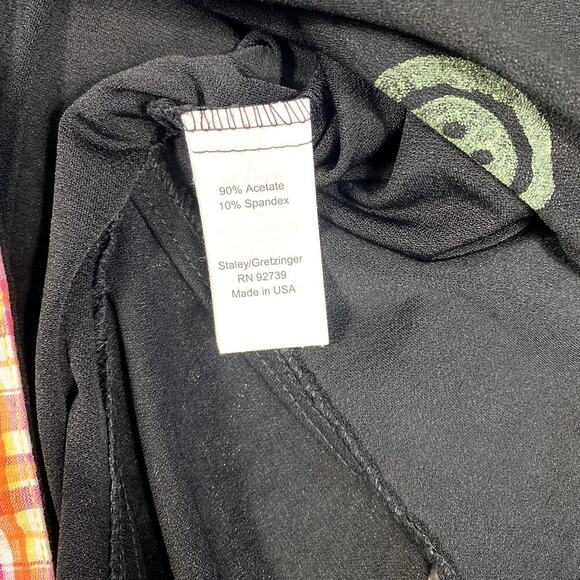 90% Acetate
10% Spandex
Staley/Gretzinger
RN 92739
Made in USA